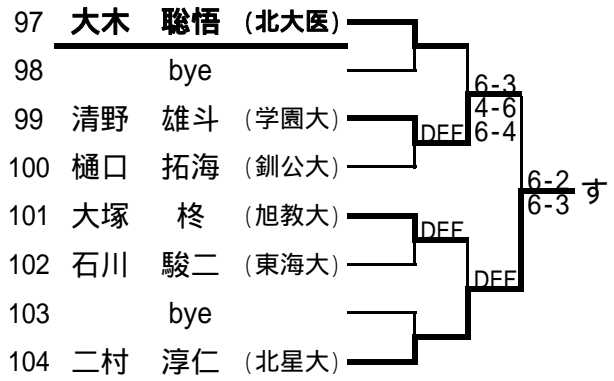 97 大木 聡悟 (北大医)
98 bye
6-3
4-6
99 清野 雄斗 (学園大) DEF 6-4
100 樋口 拓海 (釧公大)
6-2 す
101 大塚 柊 (旭教大) DEF 6-3
102 石川 駿二 (東海大) DEF
103 bye
104 二村 淳仁 (北星大)